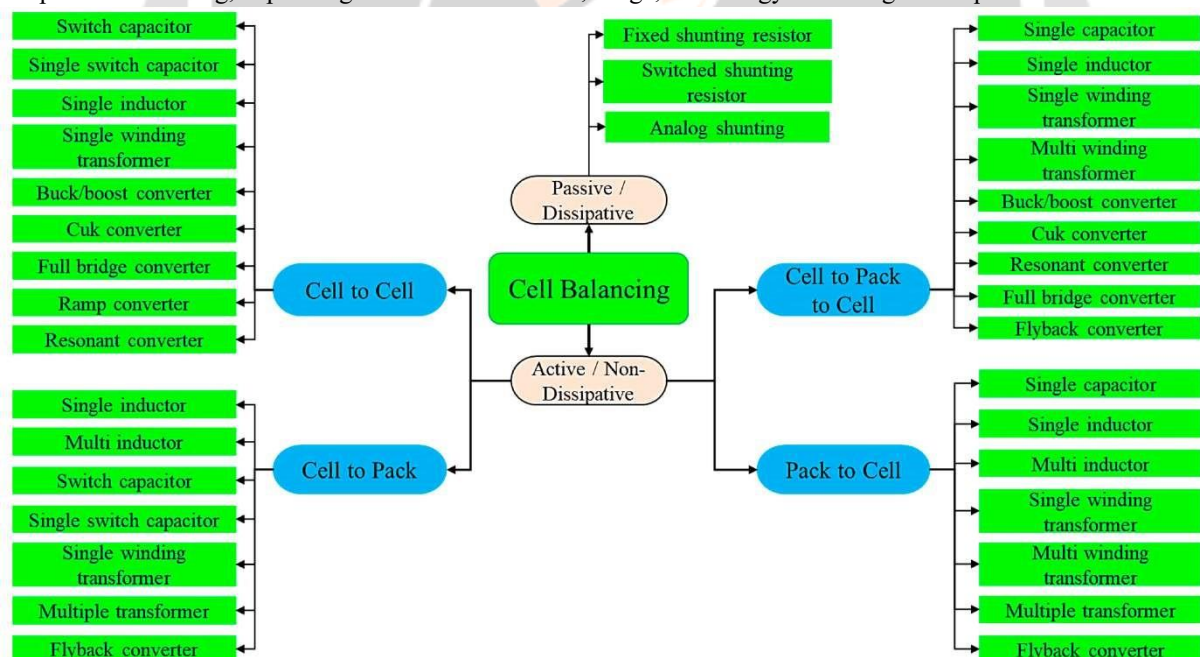 Switch capacitor
Single switch capacitor
Single inductor
Single winding
transformer
Buck/boost converter
Cuk converter
Full bridge converter
Ramp converter
Resonant converter
Cell to Cell
Single inductor
Multi inductor
Switch capacitor
Single switch capacitor
Single winding
transformer
Multiple transformer
Flyback converter
Cell to Pack
Fixed shunting resistor
Switched shunting
resistor
Analog shunting
Passive /
Dissipative
Cell Balancing
Active / Non-
Dissipative
Cell to Pack
to Cell
Single capacitor
Single inductor
Single winding
transformer
Multi winding
transformer
Buck/boost converter
Cuk converter
Resonant converter
Full bridge converter
Flyback converter
Pack to Cell
Single capacitor
Single inductor
Multi inductor
Single winding
transformer
Multi winding
transformer
Multiple transformer
Flyback converter